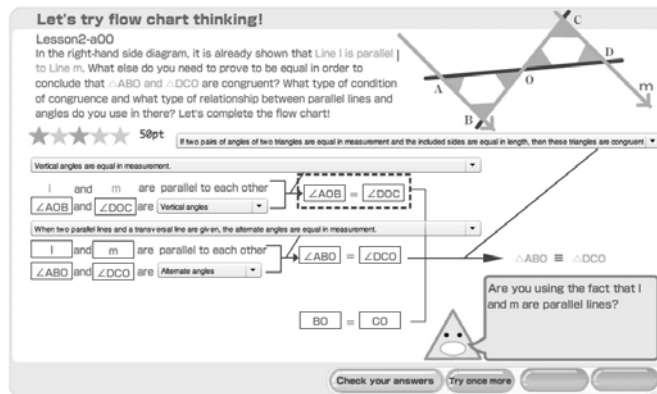 Let's try flow chart thinking!
Lesson2-a00
In the right-hand side diagram, it is already shown that Line l is parallel l
to Line m. What else do you need to prove to be equal in order to
conclude that △ABO and △DCO are congruent? What type of condition
of congruence and what type of relationship between parallel lines and
angles do you use in there? Let's complete the flow chart!
C
D
A
O
B
m
50pt
If two pairs of angles of two triangles are equal in measurement and the included sides are equal in length, then these triangles are congruent
Vertical angles are equal in measurement.
l and m are parallel to each other
∠AOB = ∠DOC
∠AOB and ∠DOC are Vertical angles
When two parallel lines and a transversal line are given, the alternate angles are equal in measurement.
l and m are parallel to each other
∠ABO = ∠DCO
△ABO ≡ △DCO
∠ABO and ∠DCO are Alternate angles
Are you using the fact that l
and m are parallel lines?
BO = CO
Check your answers
Try once more